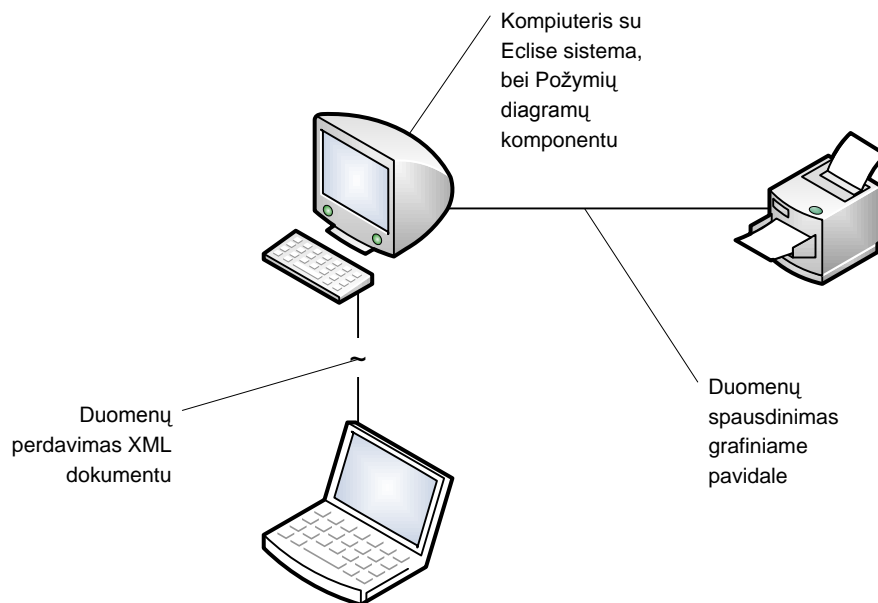 Kompiuteris su
Eclise sistema,
bei Požymių
diagramų
komponentu
~
Duomenų
perdavimas XML
dokumentu
Duomenų
spausdinimas
grafiniame
pavidale